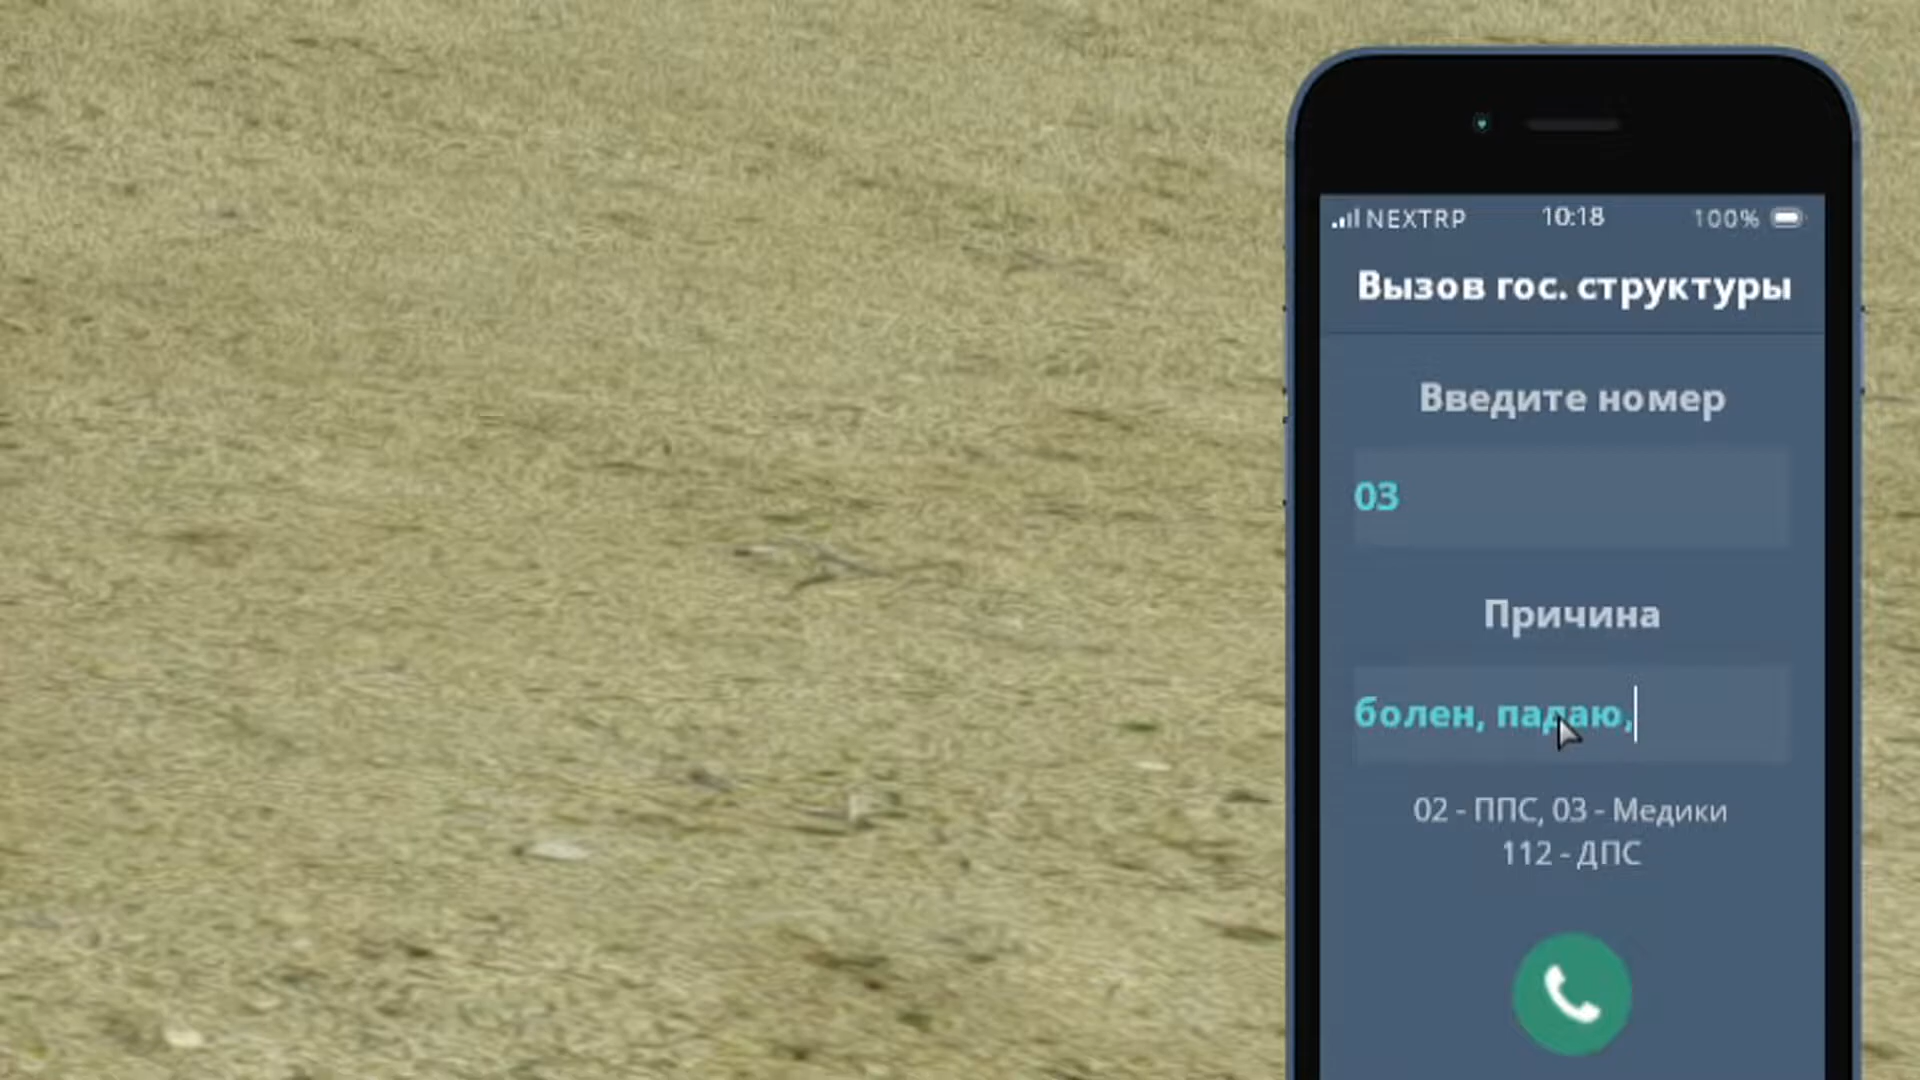 NEXTRP 10:18 100%
Вызов гос. структуры
Введите номер
03
Причина
болен, падаю,
02 - ППС, 03 - Медики
112 - ДПС